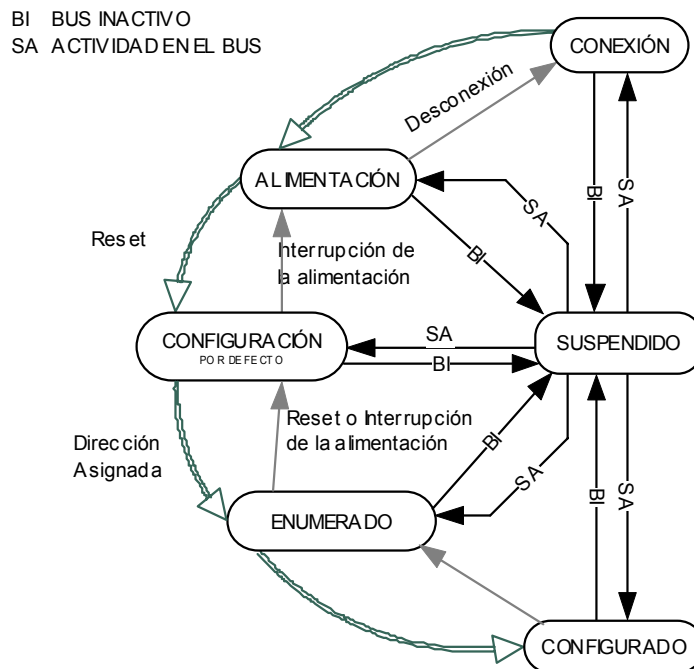 BI BUS INACTIVO
SA ACTIVIDAD EN EL BUS
CONEXIÓN
Desconexión
ALIMENTACIÓN
SA
BI
SA
BI
Reset
Interrupción de
la alimentación
CONFIGURACIÓN
POR DEFECTO
SA
BI
SUSPENDIDO
Reset o Interrupción
de la alimentación
Dirección
Asignada
BI
SA
BI
SA
ENUMERADO
CONFIGURADO